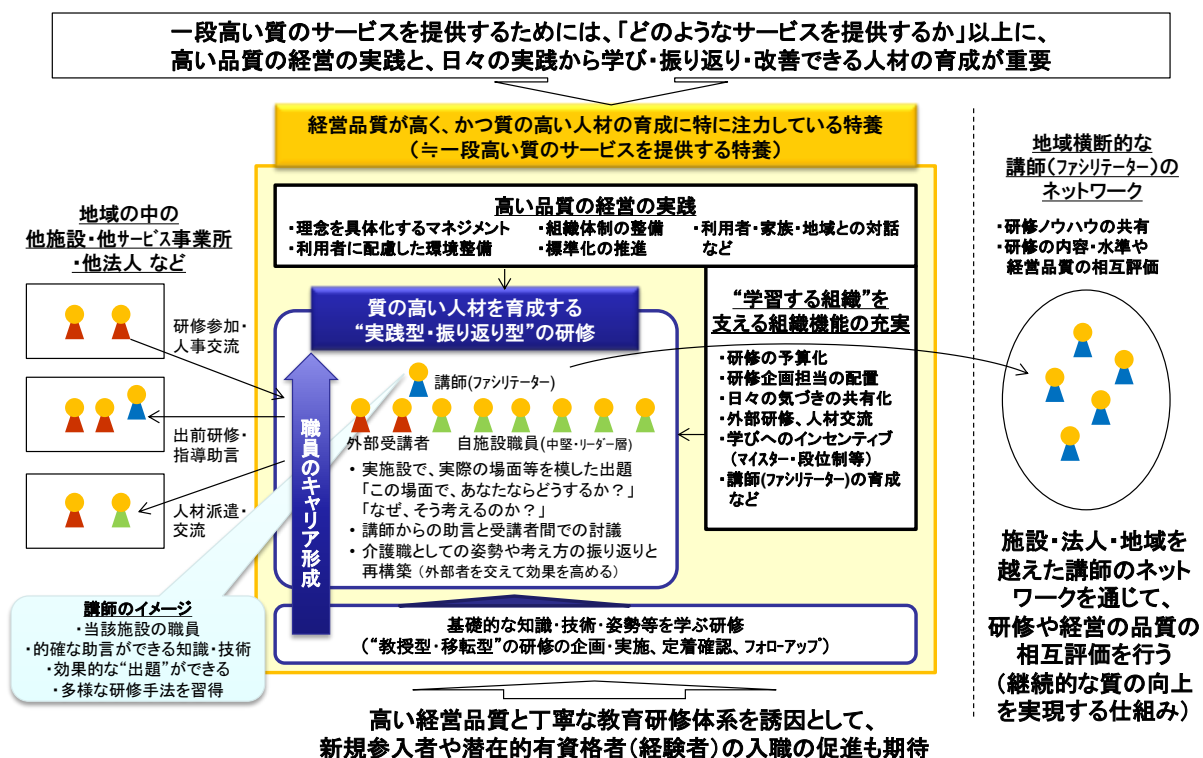 一段高い質のサービスを提供するためには、「どのようなサービスを提供するか」以上に、
高い品質の経営の実践と、日々の実践から学び・振り返り・改善できる人材の育成が重要
経営品質が高く、かつ質の高い人材の育成に特に注力している特養
(≒一段高い質のサービスを提供する特養)
高い品質の経営の実践
・理念を具体化するマネジメント
・組織体制の整備
・利用者・家族・地域との対話
・利用者に配慮した環境整備
・標準化の推進
など
地域の中の
他施設・他サービス事業所
・他法人 など
研修参加・
人事交流
出前研修・
指導助言
人材派遣・
交流
質の高い人材を育成する
“実践型・振り返り型”の研修
職員のキャリア形成
講師(ファシリテーター)
外部受講者
自施設職員(中堅・リーダー層)
・ 実施設で、実際の場面等を模した出題
「この場面で、あなたならどうするか?」
「なぜ、そう考えるのか?」
・ 講師からの助言と受講者間での討議
・ 介護職としての姿勢や考え方の振り返りと
再構築 (外部者を交えて効果を高める)
“学習する組織”を
支える組織機能の充実
・研修の予算化
・研修企画担当の配置
・日々の気づきの共有化
・外部研修、人材交流
・学びへのインセンティブ
(マイスター・段位制等)
・講師(ファシリテーター)の育成
など
講師のイメージ
・当該施設の職員
・的確な助言ができる知識・技術
・効果的な“出題”ができる
・多様な研修手法を習得
基礎的な知識・技術・姿勢等を学ぶ研修
(“教授型・移転型”の研修の企画・実施、定着確認、フォローアップ)
高い経営品質と丁寧な教育研修体系を誘因として、
新規参入者や潜在的有資格者(経験者)の入職の促進も期待
地域横断的な
講師(ファシリテーター)の
ネットワーク
・研修ノウハウの共有
・研修の内容・水準や
経営品質の相互評価
施設・法人・地域を
越えた講師のネット
ワークを通じて、
研修や経営の品質の
相互評価を行う
(継続的な質の向上
を実現する仕組み)